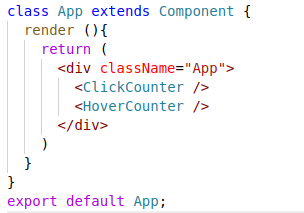 class App extends Component {
  render (){
    return (
      <div className="App">
        <ClickCounter />
        <HoverCounter />
      </div>
    )
  }
}
export default App;